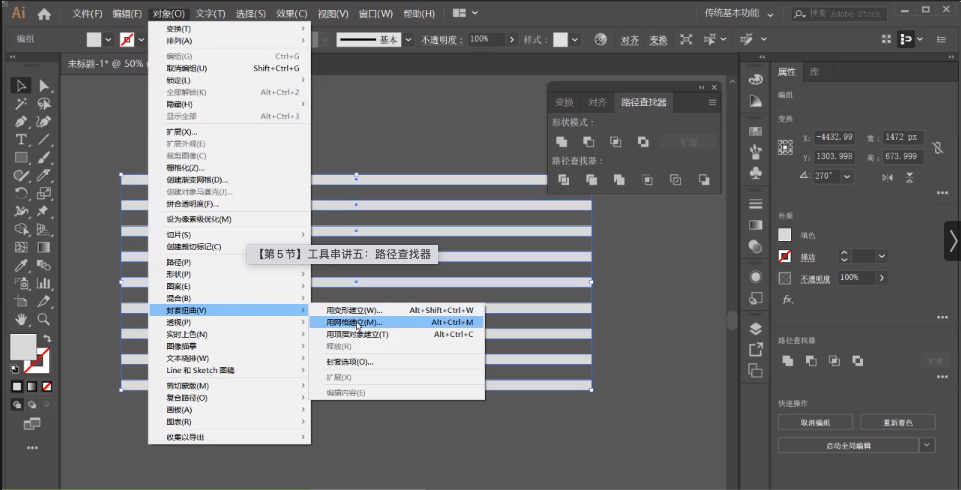 Ai 文件(F) 编辑(E) 对象(O) 文字(T) 选择(S) 效果(C) 视图(V) 窗口(W) 帮助(H) 传统基本功能 搜索 Adobe Stock
编组 基本 不透明度： 100% 样式： 对齐 变换
未标题-1* @ 50%
变换(T)
排列(A)
编组(G) Ctrl+G
取消编组(U) Shift+Ctrl+G
锁定(L)
全部解锁(K) Alt+Ctrl+2
隐藏(H)
显示全部 Alt+Ctrl+3
扩展(X)...
扩展外观(E)
裁剪图像(C)
栅格化(Z)...
创建渐变网格(D)...
创建对象马赛克(J)...
拼合透明度(F)...
设为像素级优化(M)
切片(S)
创建裁切标记(C)
路径(P)
形状(P)
图案(E)
混合(B)
封套扭曲(V)
透视(P)
实时上色(N)
图像描摹
文本绕排(W)
Line 和 Sketch 图稿
剪切蒙版(M)
复合路径(O)
画板(A)
图表(R)
收集以导出
用变形建立(W)... Alt+Shift+Ctrl+W
用网格建立(M)... Alt+Ctrl+M
用顶层对象建立(T) Alt+Ctrl+C
释放(R)
封套选项(O)...
扩展(X)
编辑内容(E)
【第 5 节】工具串讲五：路径查找器
变换 对齐 路径查找器
形状模式：
扩展
路径查找器：
属性 库
编组
变换
X: -4432.99 宽: 1472 px
Y: 1303.998 高: 673.999
270°
外观
填色
描边
不透明度 100%
fx.
路径查找器
扩展
快速操作
取消编组 重新着色
启动全局编辑